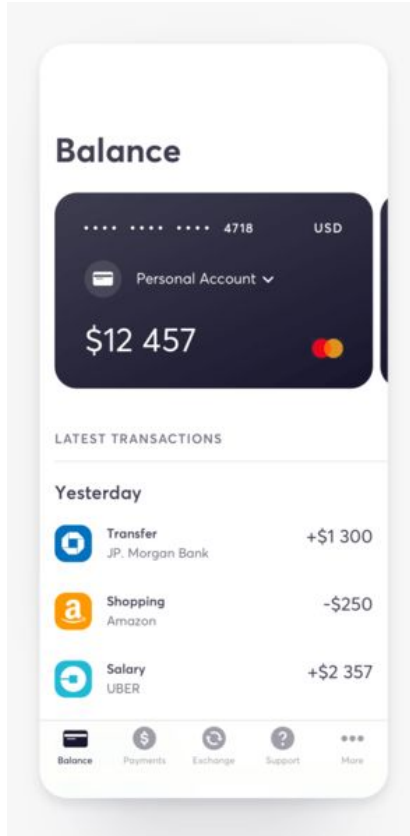 Balance
•••• •••• •••• 4718 USD
Personal Account
$12 457
LATEST TRANSACTIONS
Yesterday
Transfer +$1 300
JP. Morgan Bank
Shopping -$250
a
Amazon
Salary +$2 357
UBER
$ ?
Balance Payments Exchange Support More